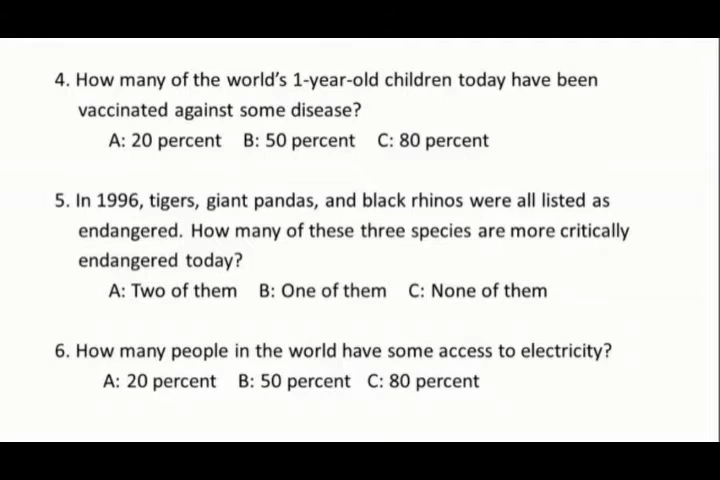 4. How many of the world's 1-year-old children today have been
vaccinated against some disease?
A: 20 percent B: 50 percent C: 80 percent
5. In 1996, tigers, giant pandas, and black rhinos were all listed as
endangered. How many of these three species are more critically
endangered today?
A: Two of them B: One of them C: None of them
6. How many people in the world have some access to electricity?
A: 20 percent B: 50 percent C: 80 percent